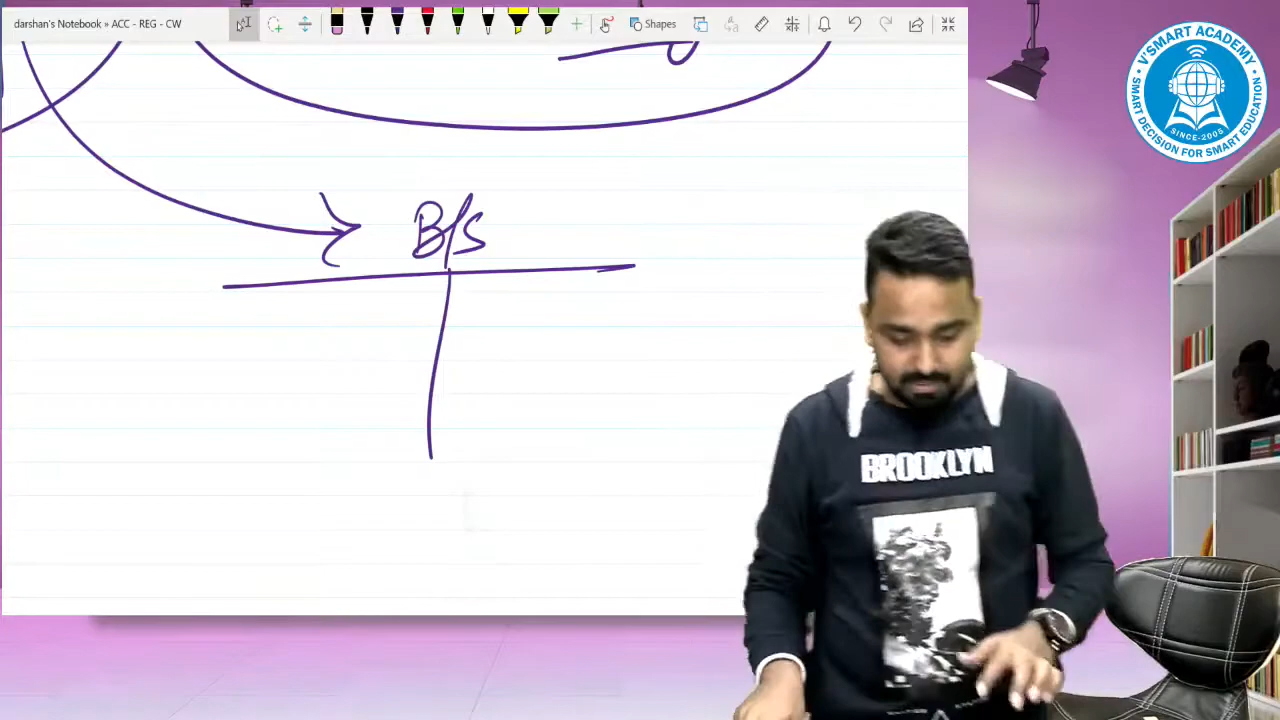 darshan's Notebook » ACC - REG - CW
Shapes
B/S
BROOKLYN
V'SMART ACADEMY
SINCE-2005
SMART DECISION FOR SMART EDUCATION